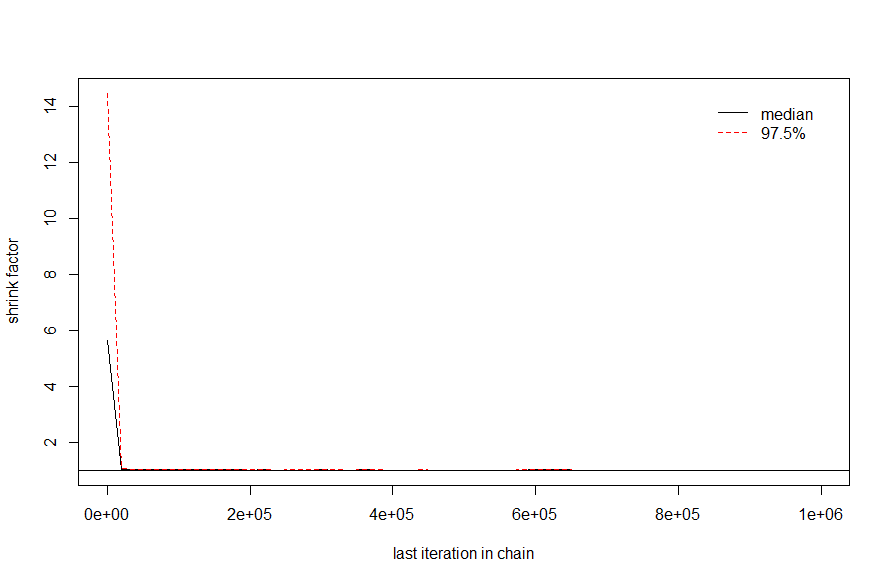 14
12
10
8
6
4
2
shrink factor
median
97.5%
0e+00
2e+05
4e+05
6e+05
8e+05
1e+06
last iteration in chain